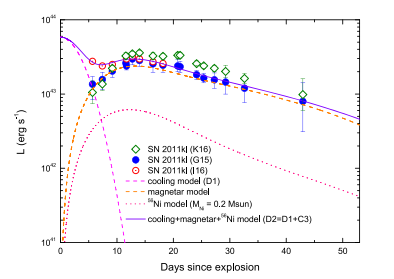 10^44
10^43
10^42
10^41
L (erg s^-1)
SN 2011kl (K16)
SN 2011kl (G15)
SN 2011kl (I16)
cooling model (D1)
magnetar model
^56Ni model (M_Ni = 0.2 Msun)
cooling+magnetar+^56Ni model (D2=D1+C3)
0 10 20 30 40 50
Days since explosion